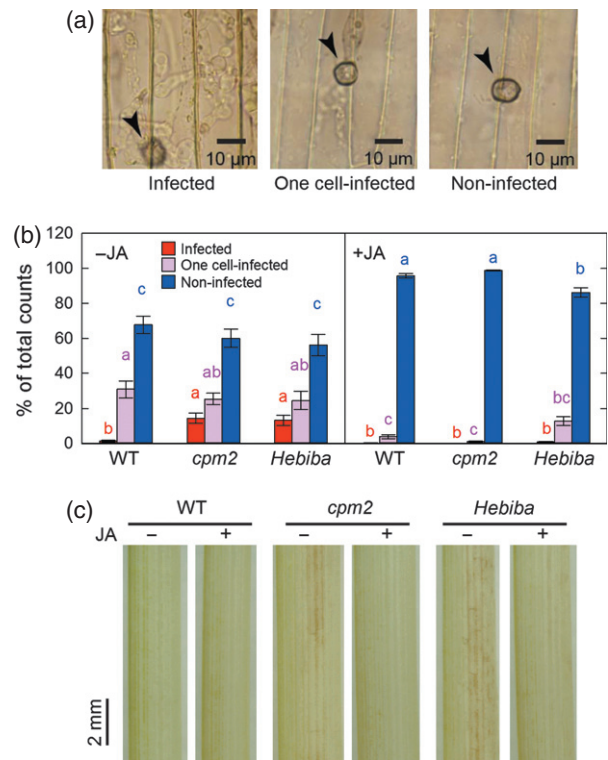 (a)
10 µm 10 µm 10 µm
Infected One cell-infected Non-infected
(b)
% of total counts
120
100
80
60
40
20
0
–JA
Infected
One cell-infected
Non-infected
b a c
a ab c
a ab c
WT cpm2 Hebiba
+JA
b c a
b c a
b bc b
WT cpm2 Hebiba
(c)
WT cpm2 Hebiba
JA – + – + – +
2 mm